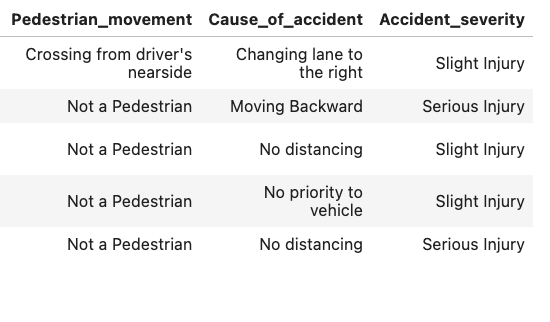 Pedestrian_movement Cause_of_accident Accident_severity
Crossing from driver's Changing lane to
nearside the right Slight Injury
Not a Pedestrian Moving Backward Serious Injury
Not a Pedestrian No distancing Slight Injury
Not a Pedestrian No priority to
vehicle Slight Injury
Not a Pedestrian No distancing Serious Injury